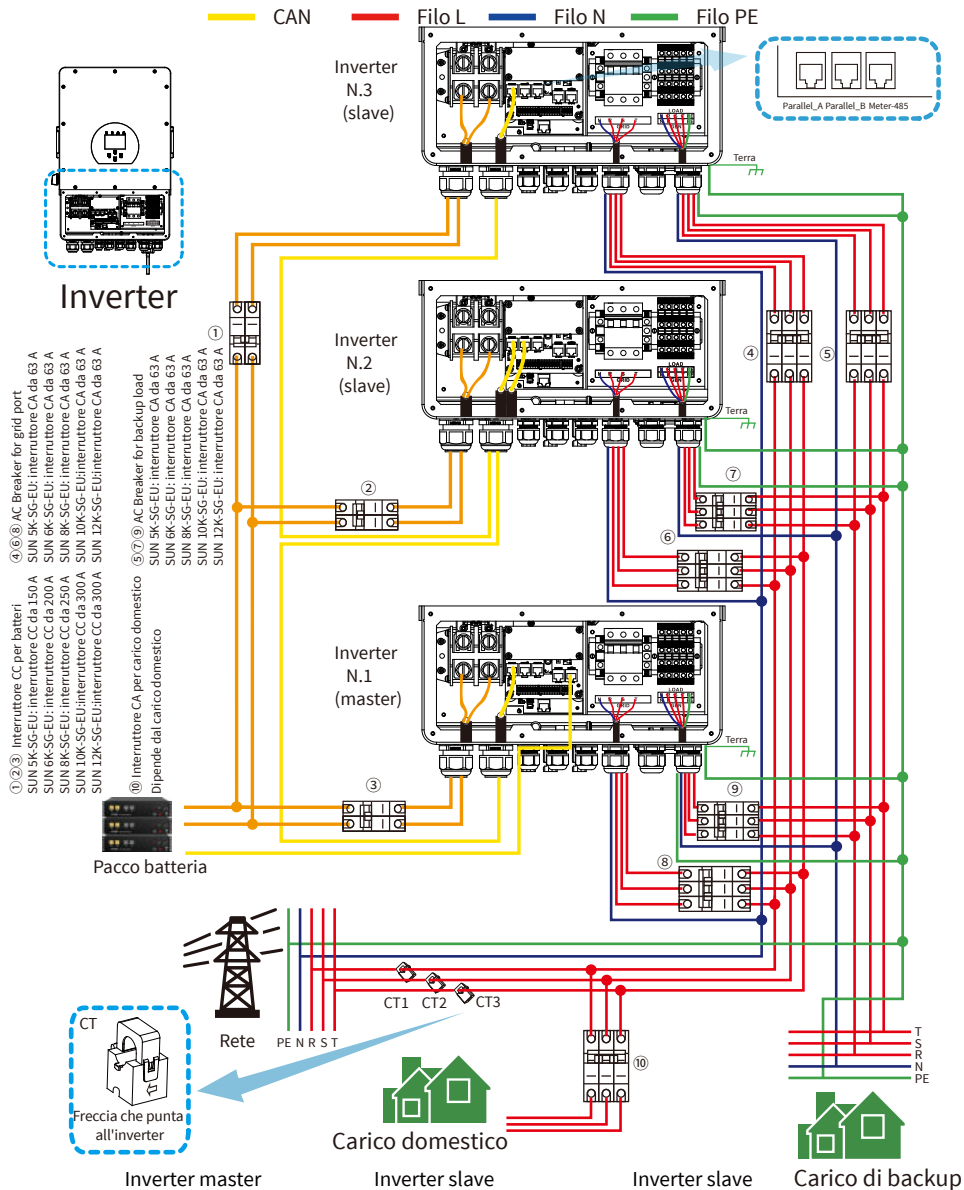 CAN
Filo L
Filo N
Filo PE
Inverter
N.3
(slave)
Parallel_A Parallel_B Meter-485
Terra
Inverter
①
④
⑤
Inverter
N.2
(slave)
LOAD
GRID
GEN
Terra
②
⑦
⑥
④⑥⑧ AC Breaker for grid port
SUN 5K-SG-EU: interruttore CA da 63 A
SUN 6K-SG-EU: interruttore CA da 63 A
SUN 8K-SG-EU: interruttore CA da 63 A
SUN 10K-SG-EU:interruttore CA da 63 A
SUN 12K-SG-EU:interruttore CA da 63 A
⑤⑦⑨ AC Breaker for backup load
SUN 5K-SG-EU: interruttore CA da 63 A
SUN 6K-SG-EU: interruttore CA da 63 A
SUN 8K-SG-EU: interruttore CA da 63 A
SUN 10K-SG-EU: interruttore CA da 63 A
SUN 12K-SG-EU: interruttore CA da 63 A
①②③ Interruttore CC per batteri
SUN 5K-SG-EU: interruttore CC da 150 A
SUN 6K-SG-EU: interruttore CC da 200 A
SUN 8K-SG-EU: interruttore CC da 250 A
SUN 10K-SG-EU:interruttore CC da 300 A
SUN 12K-SG-EU:interruttore CC da 300 A
⑩ Interruttore CA per carico domestico
Dipende dal carico domestico
Inverter
N.1
(master)
LOAD
GRID
GEN
Terra
③
⑨
⑧
Pacco batteria
CT1
CT2
CT3
Rete
PE N R S T
CT
Freccia che punta
all'inverter
⑩
T
S
R
N
PE
Carico domestico
Carico di backup
Inverter master
Inverter slave
Inverter slave